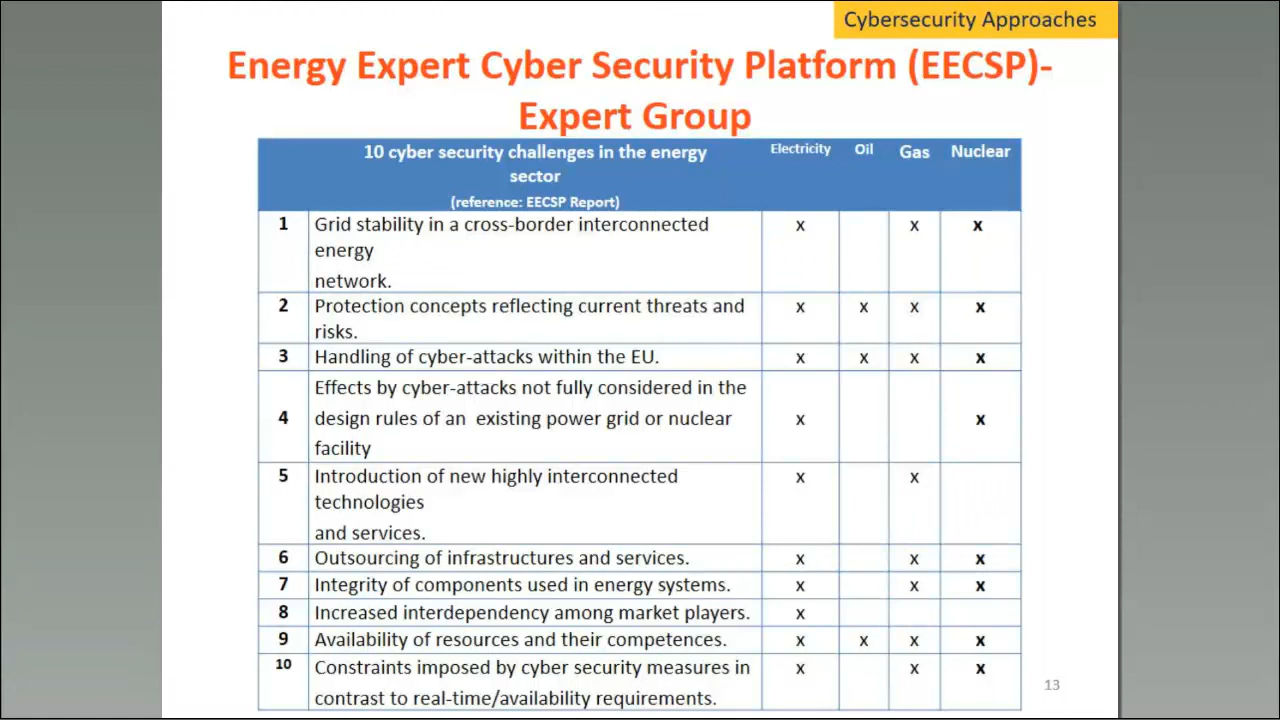 Cybersecurity Approaches
Energy Expert Cyber Security Platform (EECSP)-
Expert Group
10 cyber security challenges in the energy
sector
(reference: EECSP Report)
Electricity
Oil
Gas
Nuclear
1
Grid stability in a cross-border interconnected
energy
network.
x
x
x
2
Protection concepts reflecting current threats and
risks.
x
x
x
x
3
Handling of cyber-attacks within the EU.
x
x
x
x
4
Effects by cyber-attacks not fully considered in the
design rules of an existing power grid or nuclear
facility
x
x
5
Introduction of new highly interconnected
technologies
and services.
x
x
6
Outsourcing of infrastructures and services.
x
x
x
7
Integrity of components used in energy systems.
x
x
x
8
Increased interdependency among market players.
x
9
Availability of resources and their competences.
x
x
x
x
10
Constraints imposed by cyber security measures in
contrast to real-time/availability requirements.
x
x
x
13